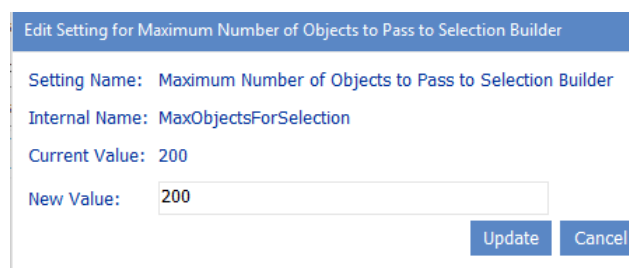 Edit Setting for Maximum Number of Objects to Pass to Selection Builder
Setting Name: Maximum Number of Objects to Pass to Selection Builder
Internal Name: MaxObjectsForSelection
Current Value: 200
New Value: 200
Update Cancel